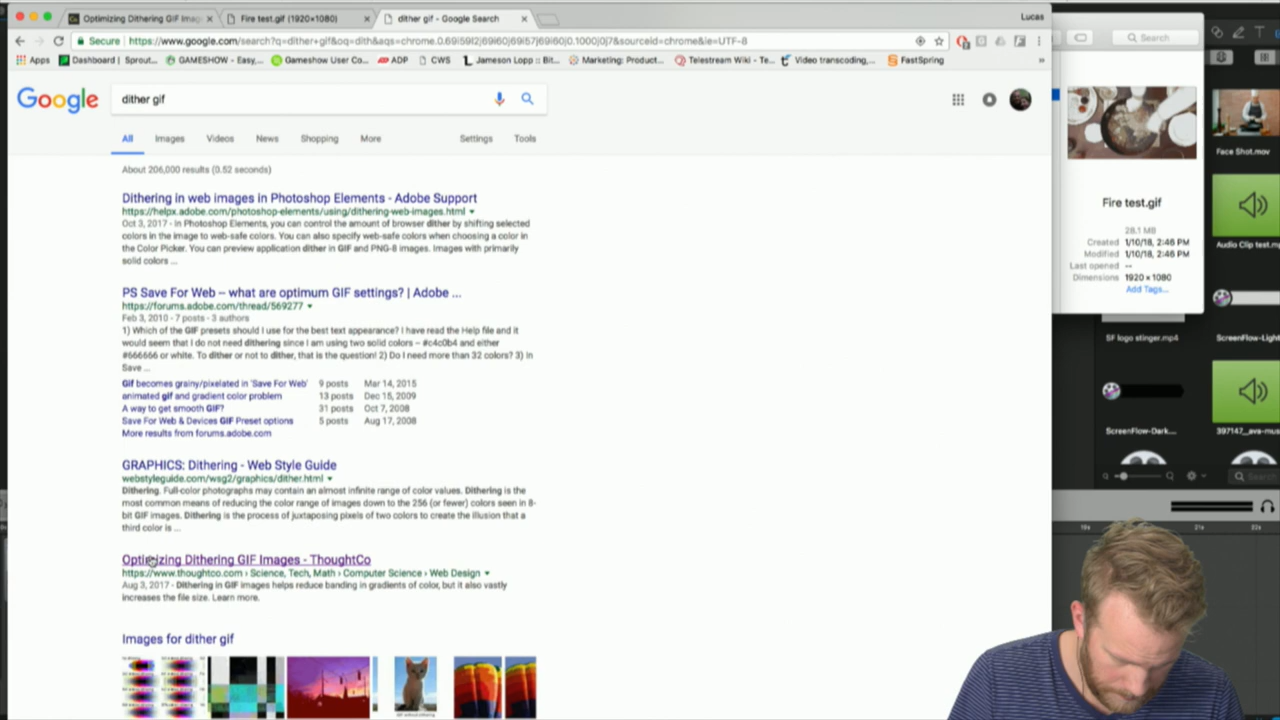 Optimizing Dithering GIF Ima
Fire test.gif (1920×1080)
dither gif - Google Search
Lucas
Secure
https://www.google.com/search?q=dither+gif&oq=dith&aqs=chrome.0.69i59l2j69i60j69i57j69i60j0.1000j0j7&sourceid=chrome&ie=UTF-8
Apps
Dashboard | Sprout...
GAMESHOW - Easy,...
Gameshow User Co...
ADP
CWS
Jameson Lopp :: Bit...
Marketing: Product...
Telestream Wiki - Te...
Video transcoding,...
FastSpring
»
Google
dither gif
All
Images
Videos
News
Shopping
More
Settings
Tools
About 206,000 results (0.52 seconds)
Dithering in web images in Photoshop Elements - Adobe Support
https://helpx.adobe.com/photoshop-elements/using/dithering-web-images.html
Oct 3, 2017 - In Photoshop Elements, you can control the amount of browser dither by shifting selected
colors in the image to web-safe colors. You can also specify web-safe colors when choosing a color in
the Color Picker. You can preview application dither in GIF and PNG-8 images. Images with primarily
solid colors ...
PS Save For Web -- what are optimum GIF settings? | Adobe ...
https://forums.adobe.com/thread/569277
Feb 3, 2010 - 7 posts - 3 authors
1) Which of the GIF presets should I use for the best text appearance? I have read the Help file and it
would seem that I do not need dithering since I am using two solid colors -- #c4c0b4 and either
#666666 or white. To dither or not to dither, that is the question! 2) Do I need more than 32 colors? 3) In
Save ...
Gif becomes grainy/pixelated in 'Save For Web' 9 posts Mar 14, 2015
animated gif and gradient color problem 13 posts Dec 15, 2009
A way to get smooth GIF? 31 posts Oct 7, 2008
Save For Web & Devices GIF Preset options 5 posts Aug 17, 2008
More results from forums.adobe.com
GRAPHICS: Dithering - Web Style Guide
webstyleguide.com/wsg2/graphics/dither.html
Dithering. Full-color photographs may contain an almost infinite range of color values. Dithering is the
most common means of reducing the color range of images down to the 256 (or fewer) colors seen in 8-
bit GIF images. Dithering is the process of juxtaposing pixels of two colors to create the illusion that a
third color is ...
Optimizing Dithering GIF Images - ThoughtCo
https://www.thoughtco.com › Science, Tech, Math › Computer Science › Web Design
Aug 3, 2017 - Dithering in GIF images helps reduce banding in gradients of color, but it also vastly
increases the file size. Learn more.
Images for dither gif
Search
Fire test.gif
28.1 MB
Created 1/10/18, 2:46 PM
Modified 1/10/18, 2:46 PM
Last opened --
Dimensions 1920 × 1080
Add Tags...
Face Shot.mov
Audio Clip test.m
SF logo stinger.mp4
ScreenFlow-Light
ScreenFlow-Dark....
397147__ava-mus
Search